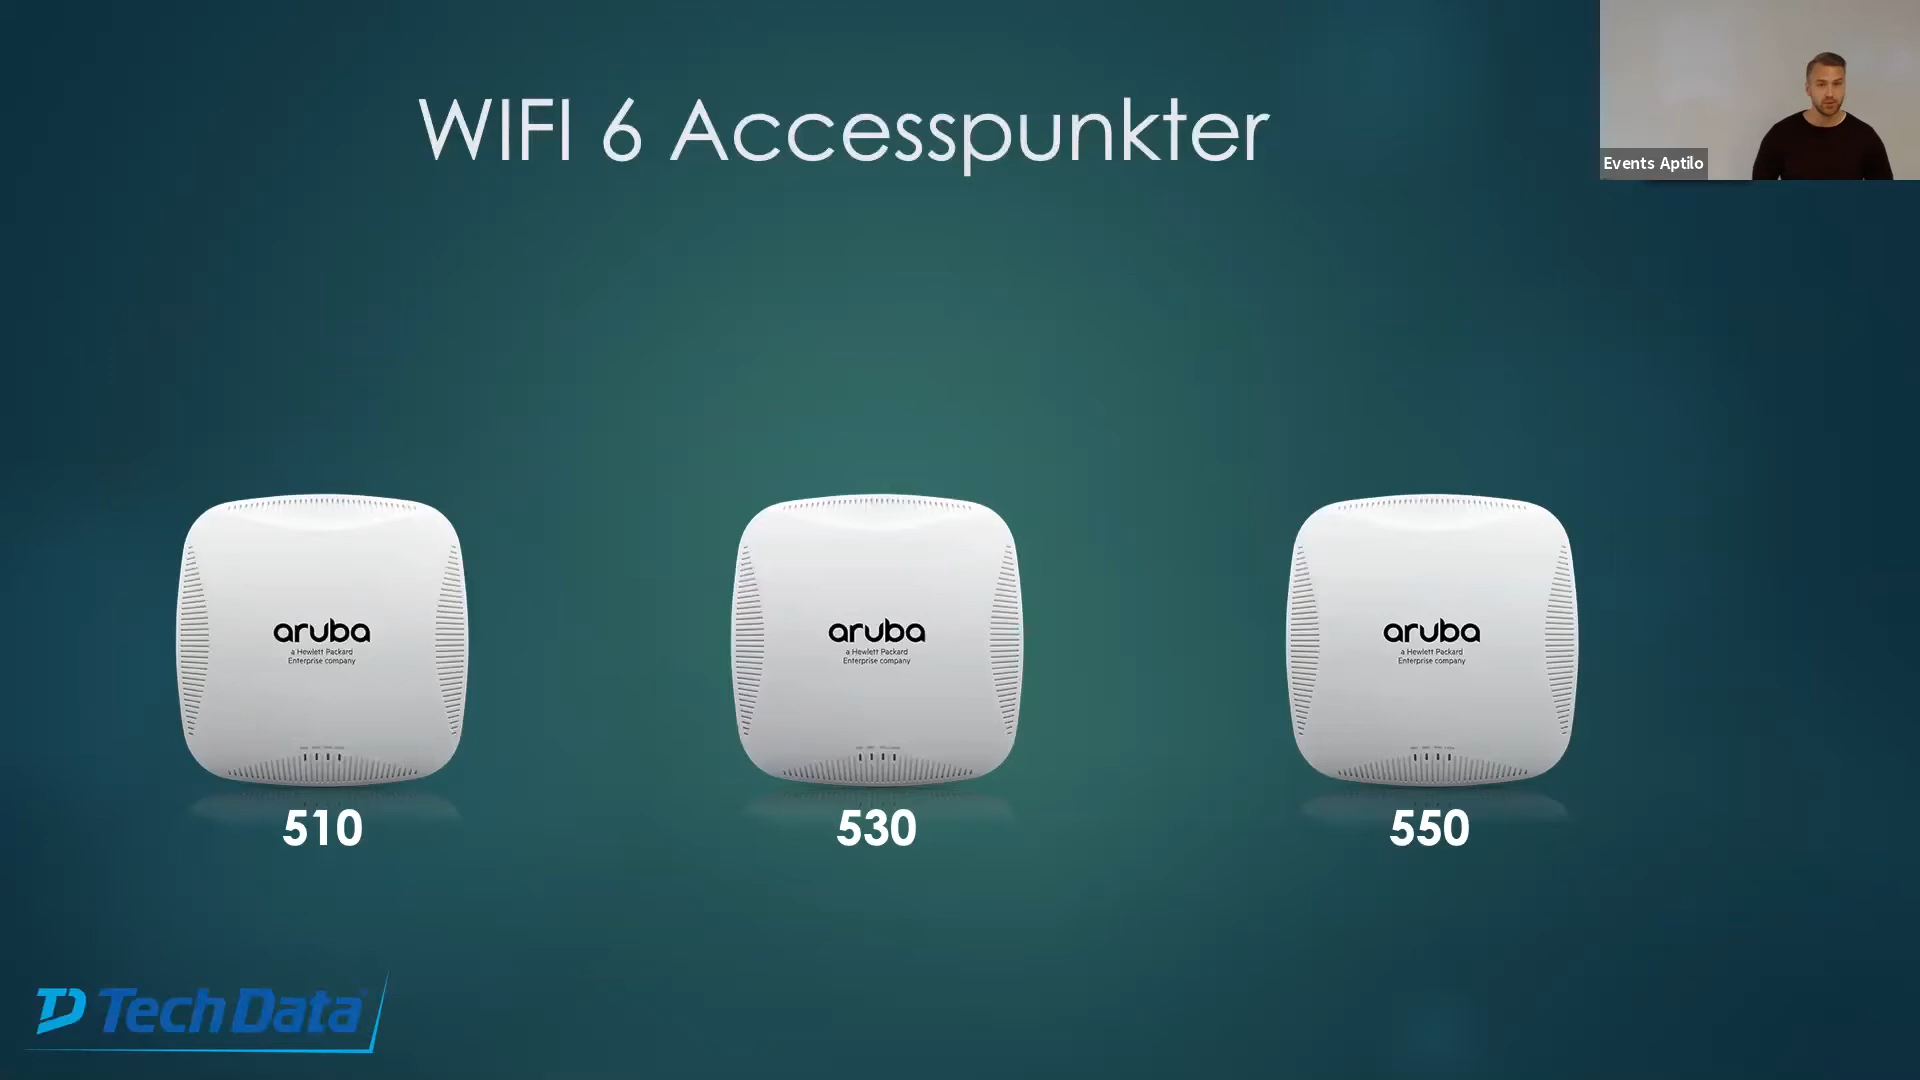 WIFI 6 Accesspunkter
Events Aptilo
aruba
a Hewlett Packard
Enterprise company
aruba
a Hewlett Packard
Enterprise company
aruba
a Hewlett Packard
Enterprise company
510
530
550
TechData